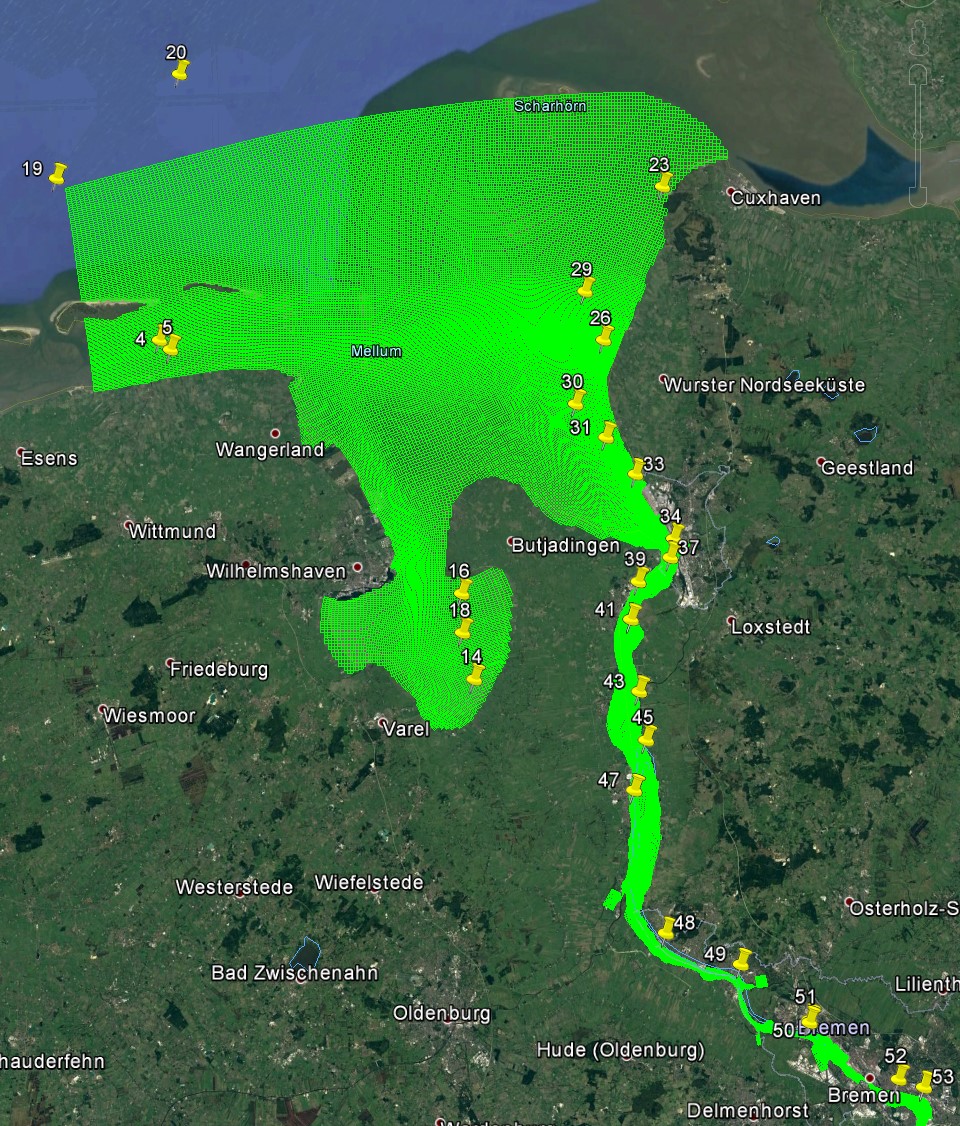 20
Scharhörn
19
23
Cuxhaven
29
26
5
4
Mellum
30
Wurster Nordseeküste
31
Wangerland
Esens
33
Geestland
34
Wittmund
Butjadingen
37
39
Wilhelmshaven
16
41
18
Loxstedt
14
Friedeburg
43
Wiesmoor
45
Varel
47
Westerstede
Wiefelstede
Osterholz-S
48
49
Bad Zwischenahn
Lilienth
51
Oldenburg
50
Bremen
Hude (Oldenburg)
52
hauderfehn
53
Bremen
Delmenhorst